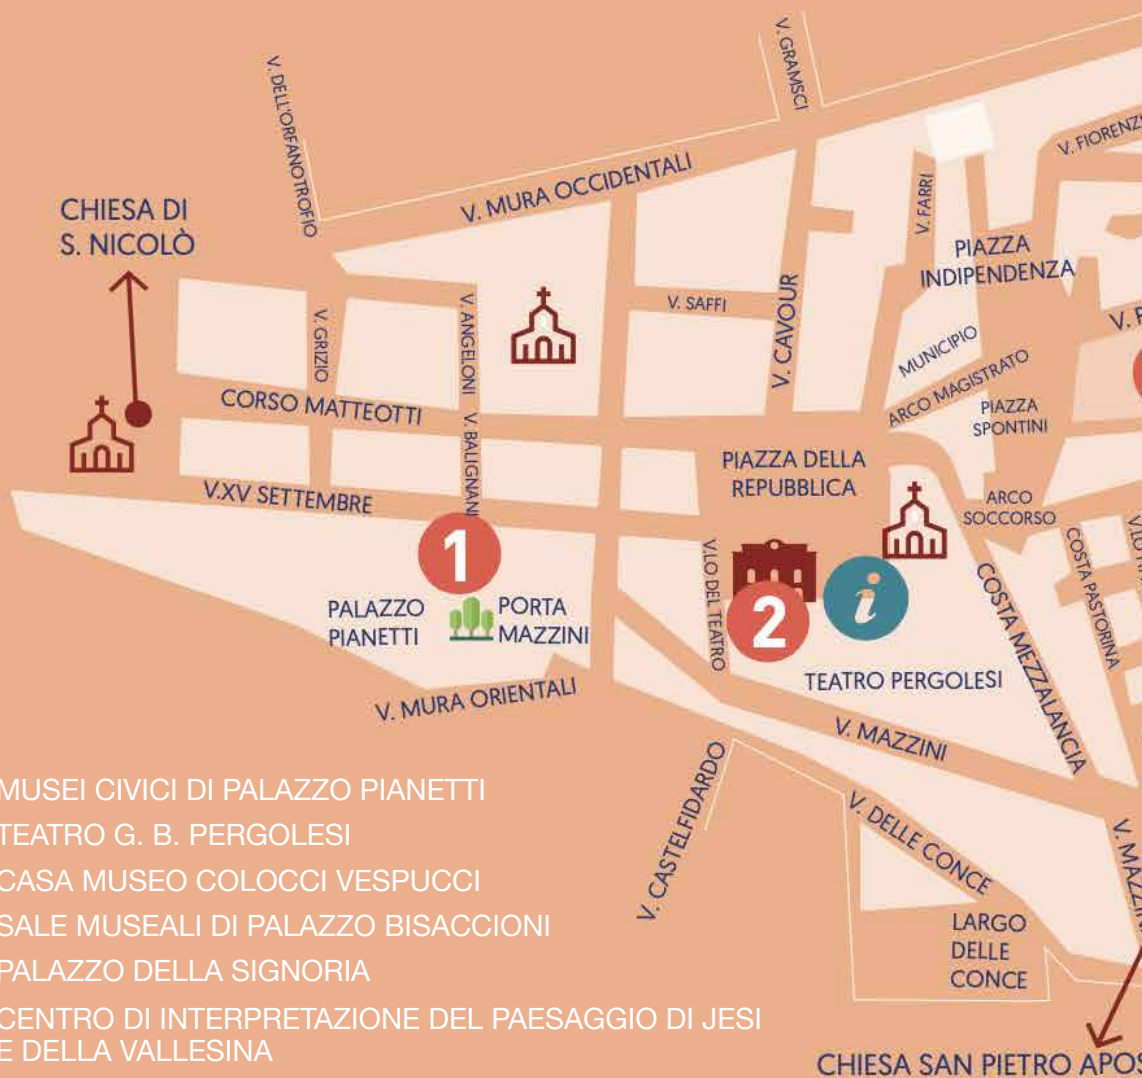 V. GRAMSCI
V. DELL'ORFANOTROFIO
V. MURA OCCIDENTALI
CHIESA DI
S. NICOLÒ
V. FARRI
PIAZZA
INDIPENDENZA
V. GRIZIO
V. ANGELONI
V. SAFFI
V. CAVOUR
MUNICIPIO
ARCO MAGISTRATO
CORSO MATTEOTTI
V. BALIGNANI
PIAZZA
SPONTINI
PIAZZA DELLA
REPUBBLICA
V.XV SETTEMBRE
ARCO
SOCCORSO
1
V.LO DEL TEATRO
2
i
COSTA MEZZALANCIA
COSTA PASTORINA
PALAZZO
PIANETTI
PORTA
MAZZINI
TEATRO PERGOLESI
V. MURA ORIENTALI
V. MAZZINI
V. CASTELFIDARDO
V. DELLE CONCE
LARGO
DELLE
CONCE
MUSEI CIVICI DI PALAZZO PIANETTI
TEATRO G. B. PERGOLESI
CASA MUSEO COLOCCI VESPUCCI
SALE MUSEALI DI PALAZZO BISACCIONI
PALAZZO DELLA SIGNORIA
CENTRO DI INTERPRETAZIONE DEL PAESAGGIO DI JESI
E DELLA VALLESINA
V. MAZZINI
CHIESA SAN PIETRO